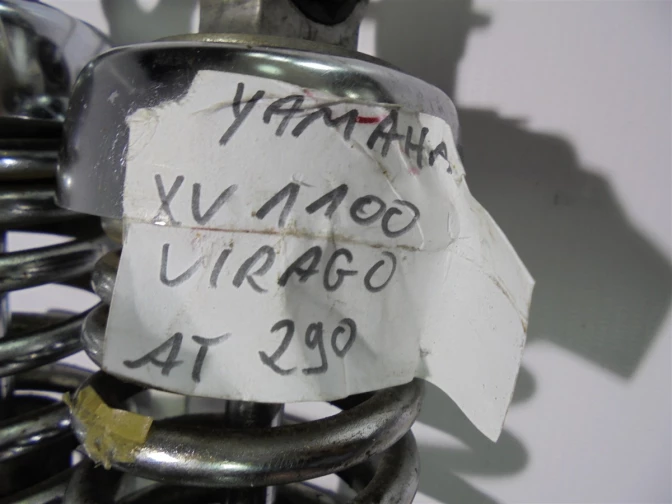 YAMAHA
XV 1100
VIRAGO
AT 290